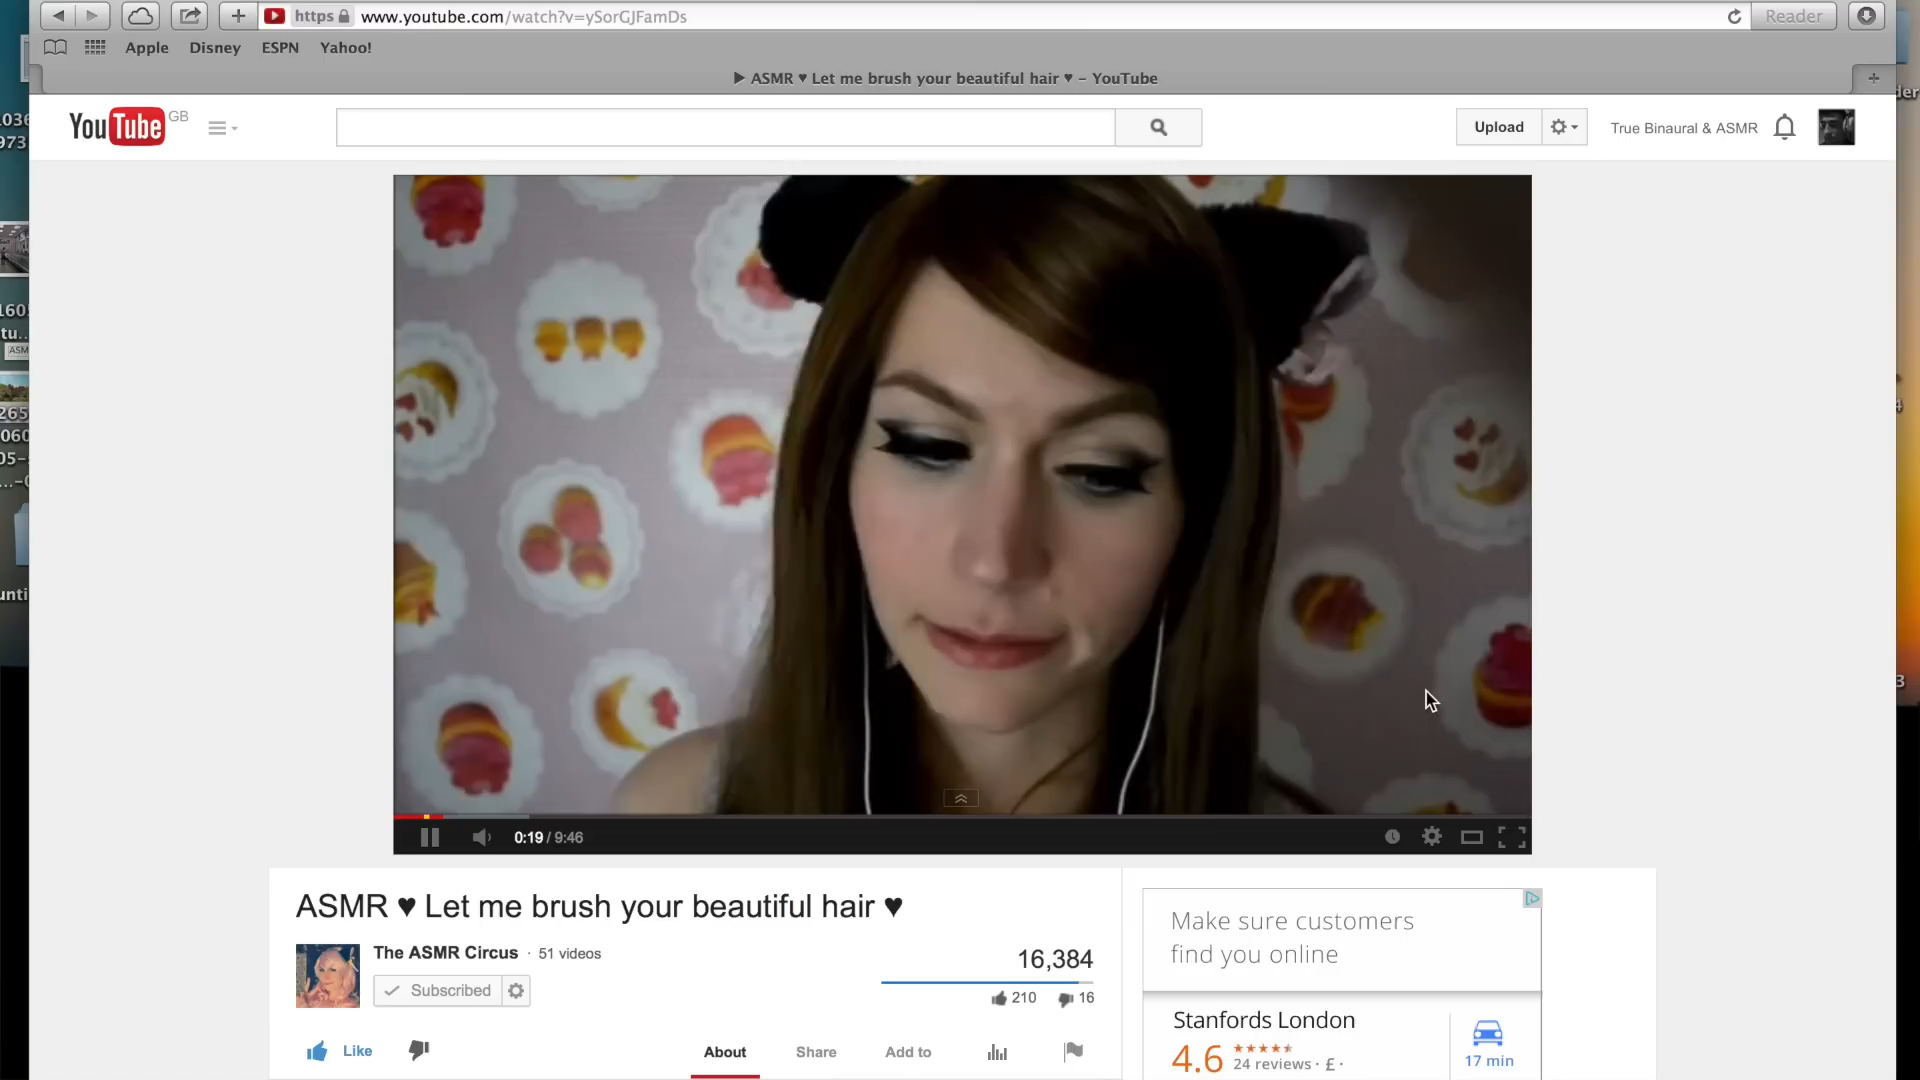 https www.youtube.com/watch?v=ySorGJFamDs Reader
Apple Disney ESPN Yahoo!
▶ ASMR ♥ Let me brush your beautiful hair ♥ – YouTube
YouTube GB
Upload
True Binaural & ASMR
0:19 / 9:46
ASMR ♥ Let me brush your beautiful hair ♥
The ASMR Circus · 51 videos
Subscribed
16,384
210 16
Like
About Share Add to
Make sure customers
find you online
Stanfords London
4.6
24 reviews · £ ·
17 min